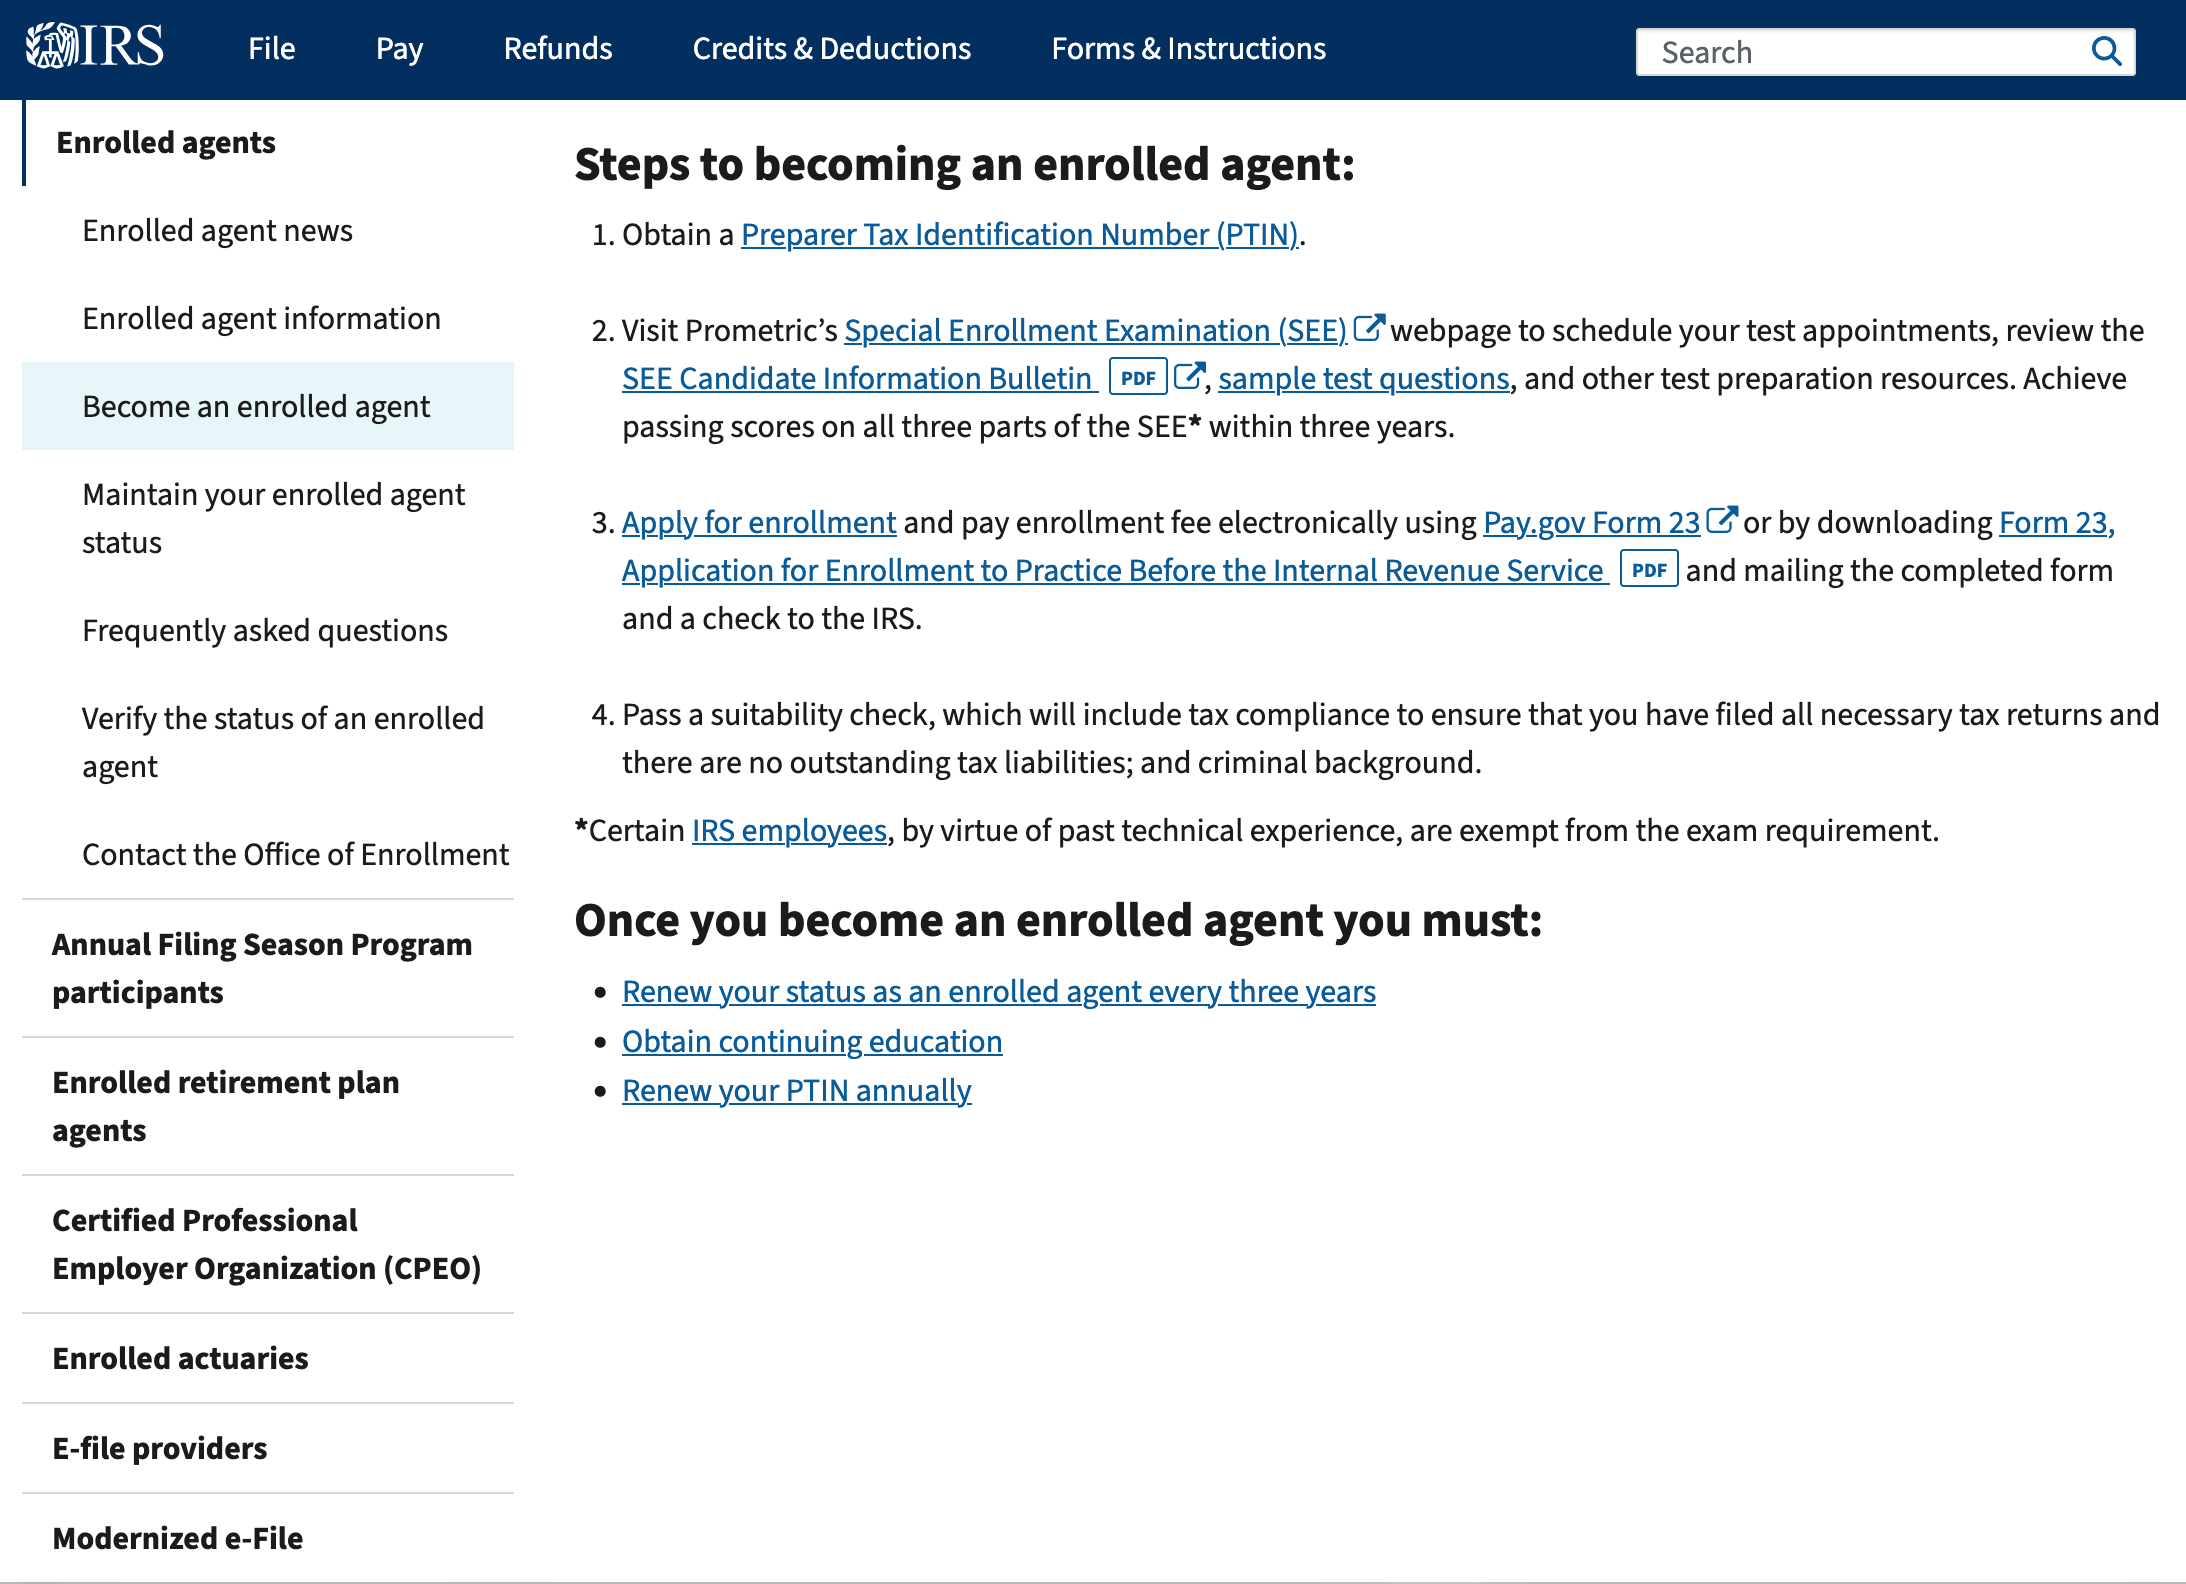 IRS
File
Pay
Refunds
Credits & Deductions
Forms & Instructions
Search
Enrolled agents
Enrolled agent news
Enrolled agent information
Become an enrolled agent
Maintain your enrolled agent
status
Frequently asked questions
Verify the status of an enrolled
agent
Contact the Office of Enrollment
Annual Filing Season Program
participants
Enrolled retirement plan
agents
Certified Professional
Employer Organization (CPEO)
Enrolled actuaries
E-file providers
Modernized e-File
Steps to becoming an enrolled agent:
1. Obtain a Preparer Tax Identification Number (PTIN).
2. Visit Prometric’s Special Enrollment Examination (SEE) webpage to schedule your test appointments, review the
SEE Candidate Information Bulletin PDF , sample test questions, and other test preparation resources. Achieve
passing scores on all three parts of the SEE* within three years.
3. Apply for enrollment and pay enrollment fee electronically using Pay.gov Form 23 or by downloading Form 23,
Application for Enrollment to Practice Before the Internal Revenue Service PDF and mailing the completed form
and a check to the IRS.
4. Pass a suitability check, which will include tax compliance to ensure that you have filed all necessary tax returns and
there are no outstanding tax liabilities; and criminal background.
*Certain IRS employees, by virtue of past technical experience, are exempt from the exam requirement.
Once you become an enrolled agent you must:
• Renew your status as an enrolled agent every three years
• Obtain continuing education
• Renew your PTIN annually